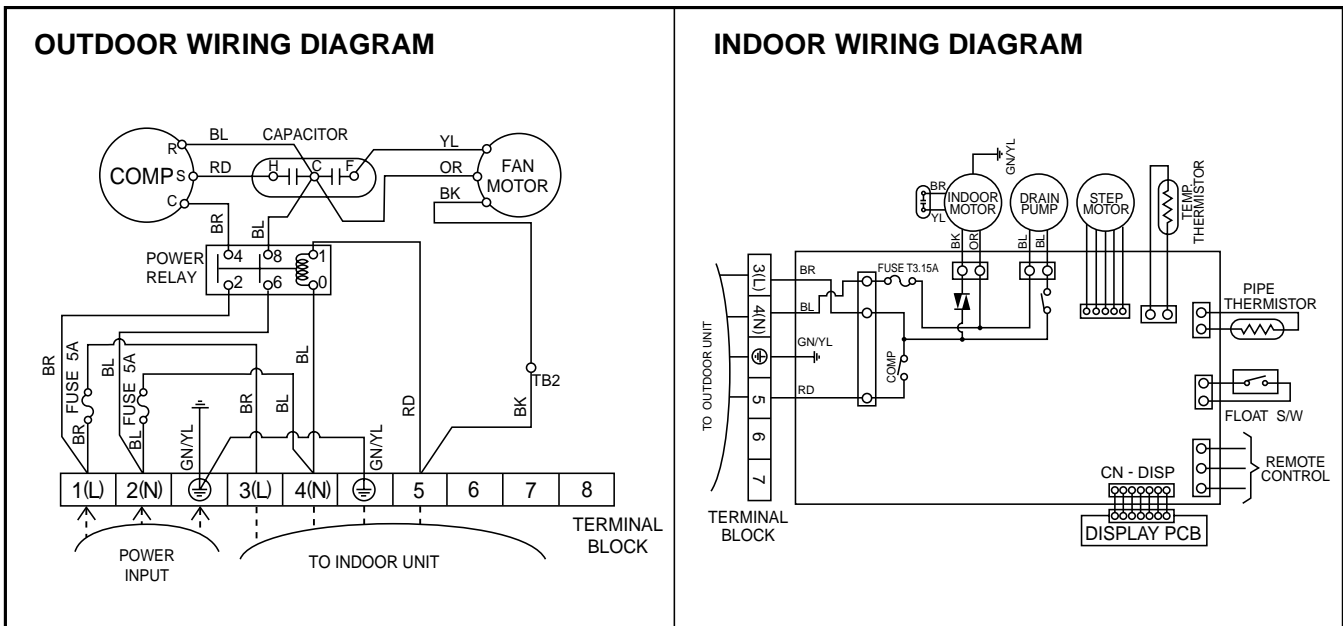 OUTDOOR WIRING DIAGRAM
BL
CAPACITOR
YL
R
H
C
F
COMP
S
RD
OR
FAN
MOTOR
C
BK
BR
BL
POWER
RELAY
4
8
1
2
6
0
BR
FUSE 5A
BL
FUSE 5A
BR
BL
BL
RD
TB2
BK
BR
BL
GN/YL
GN/YL
1(L)
2(N)
3(L)
4(N)
5
6
7
8
TERMINAL
BLOCK
POWER
INPUT
TO INDOOR UNIT
INDOOR WIRING DIAGRAM
GN/YL
BR
YL
INDOOR
MOTOR
DRAIN
PUMP
STEP
MOTOR
TEMP.
THERMISTOR
BK
OR
BL
BL
3(L)
BR
FUSE T3.15A
4(N)
BL
GN/YL
COMP
5
RD
6
7
TO OUTDOOR UNIT
TERMINAL
BLOCK
PIPE
THERMISTOR
FLOAT S/W
REMOTE
CONTROL
CN - DISP
DISPLAY PCB